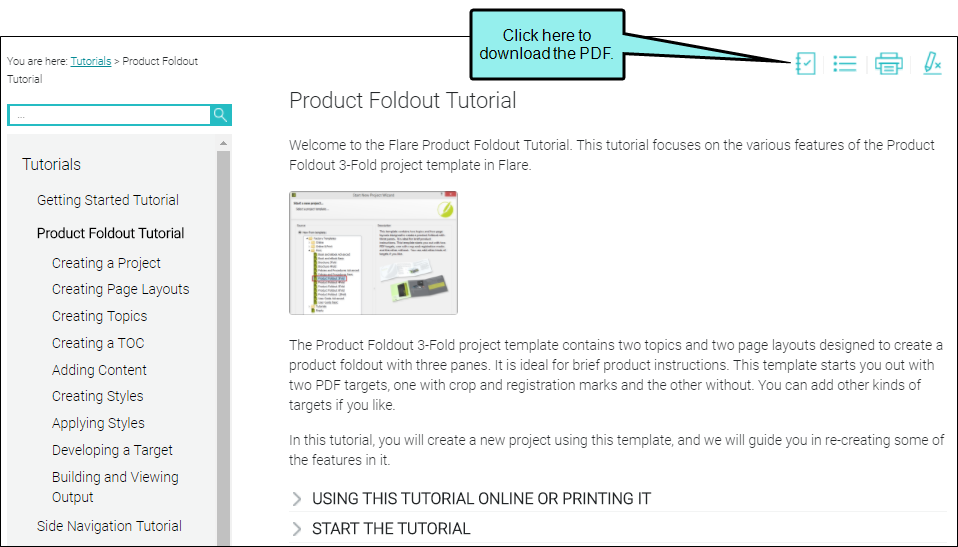 Click here to
download the PDF.
You are here: Tutorials > Product Foldout
Tutorial
...
Tutorials
Getting Started Tutorial
Product Foldout Tutorial
Creating a Project
Creating Page Layouts
Creating Topics
Creating a TOC
Adding Content
Creating Styles
Applying Styles
Developing a Target
Building and Viewing
Output
Side Navigation Tutorial
Product Foldout Tutorial
Welcome to the Flare Product Foldout Tutorial. This tutorial focuses on the various features of the Product
Foldout 3-Fold project template in Flare.
Start New Project Wizard
The Product Foldout 3-Fold project template contains two topics and two page layouts designed to create a
product foldout with three panes. It is ideal for brief product instructions. This template starts you out with
two PDF targets, one with crop and registration marks and the other without. You can add other kinds of
targets if you like.
In this tutorial, you will create a new project using this template, and we will guide you in re-creating some of
the features in it.
USING THIS TUTORIAL ONLINE OR PRINTING IT
START THE TUTORIAL